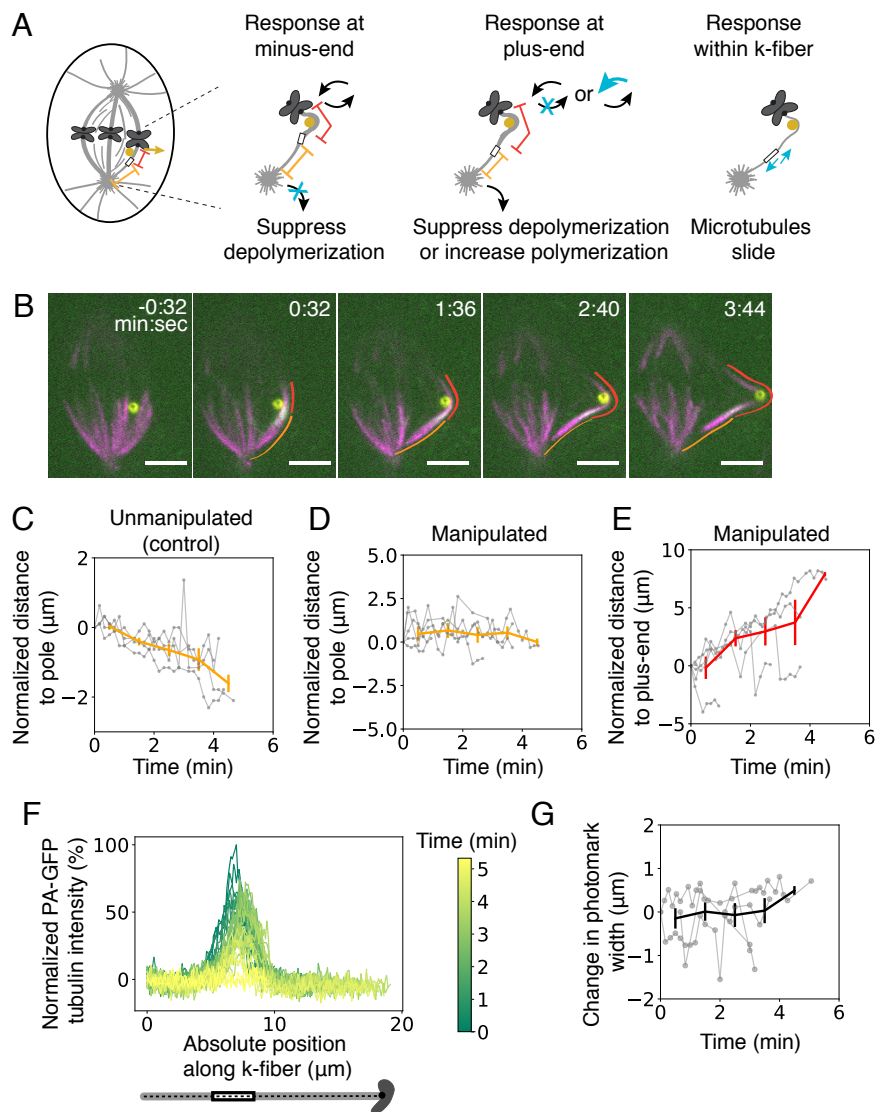 A
Response at
minus-end
Response at
plus-end
Response
within k-fiber
or
Suppress
depolymerization
Suppress depolymerization
or increase polymerization
Microtubules
slide
B
-0:32
min:sec
0:32
1:36
2:40
3:44
C
Unmanipulated
(control)
Normalized distance
to pole (μm)
2
0
−2
0
2
4
6
Time (min)
D
Manipulated
Normalized distance
to pole (μm)
5.0
2.5
0.0
−2.5
−5.0
0
2
4
6
Time (min)
E
Manipulated
Normalized distance
to plus-end (μm)
10
5
0
−5
0
2
4
6
Time (min)
F
Normalized PA-GFP
tubulin intensity (%)
100
50
0
0
10
20
Absolute position
along k-fiber (μm)
Time (min)
5
4
3
2
1
0
G
Change in photomark
width (μm)
2
1
0
−1
−2
0
2
4
6
Time (min)